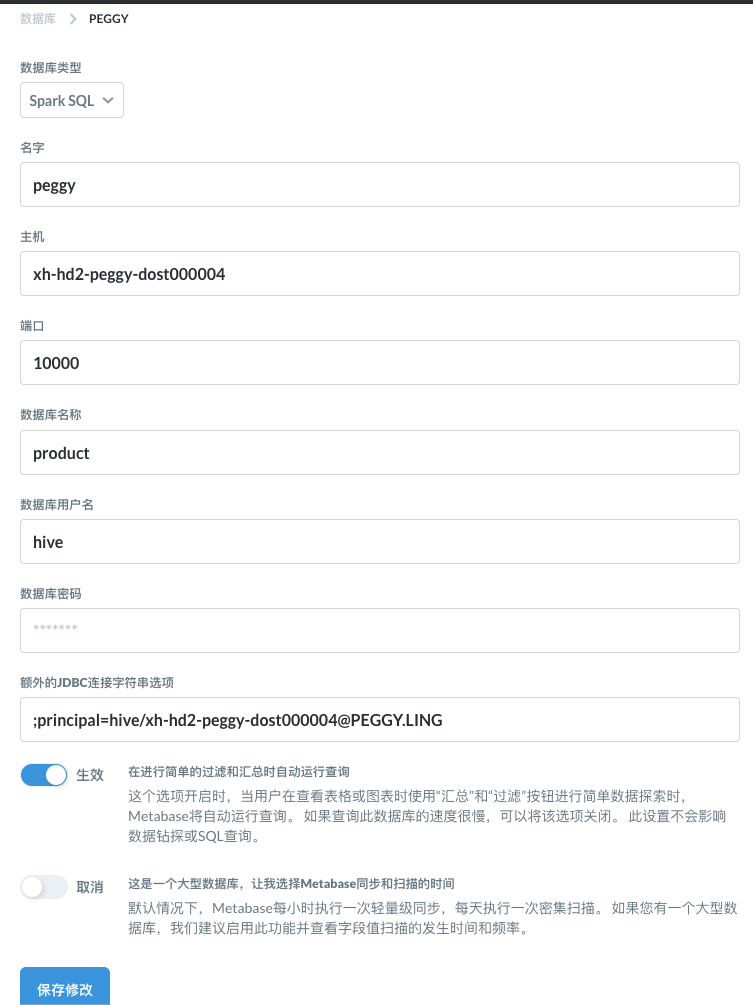 数据库 > PEGGY
数据库类型
Spark SQL
名字
peggy
主机
xh-hd2-peggy-dost000004
端口
10000
数据库名称
product
数据库用户名
hive
数据库密码
*******
额外的JDBC连接字符串选项
;principal=hive/xh-hd2-peggy-dost000004@PEGGY.LING
生效
在进行简单的过滤和汇总时自动运行查询
这个选项开启时，当用户在查看表格或图表时使用“汇总”和“过滤”按钮进行简单数据探索时，
Metabase将自动运行查询。 如果查询此数据库的速度很慢，可以将该选项关闭。 此设置不会影响
数据钻探或SQL查询。
取消
这是一个大型数据库，让我选择Metabase同步和扫描的时间
默认情况下，Metabase每小时执行一次轻量级同步，每天执行一次密集扫描。 如果您有一个大型数
据库，我们建议启用此功能并查看字段值扫描的发生时间和频率。
保存修改